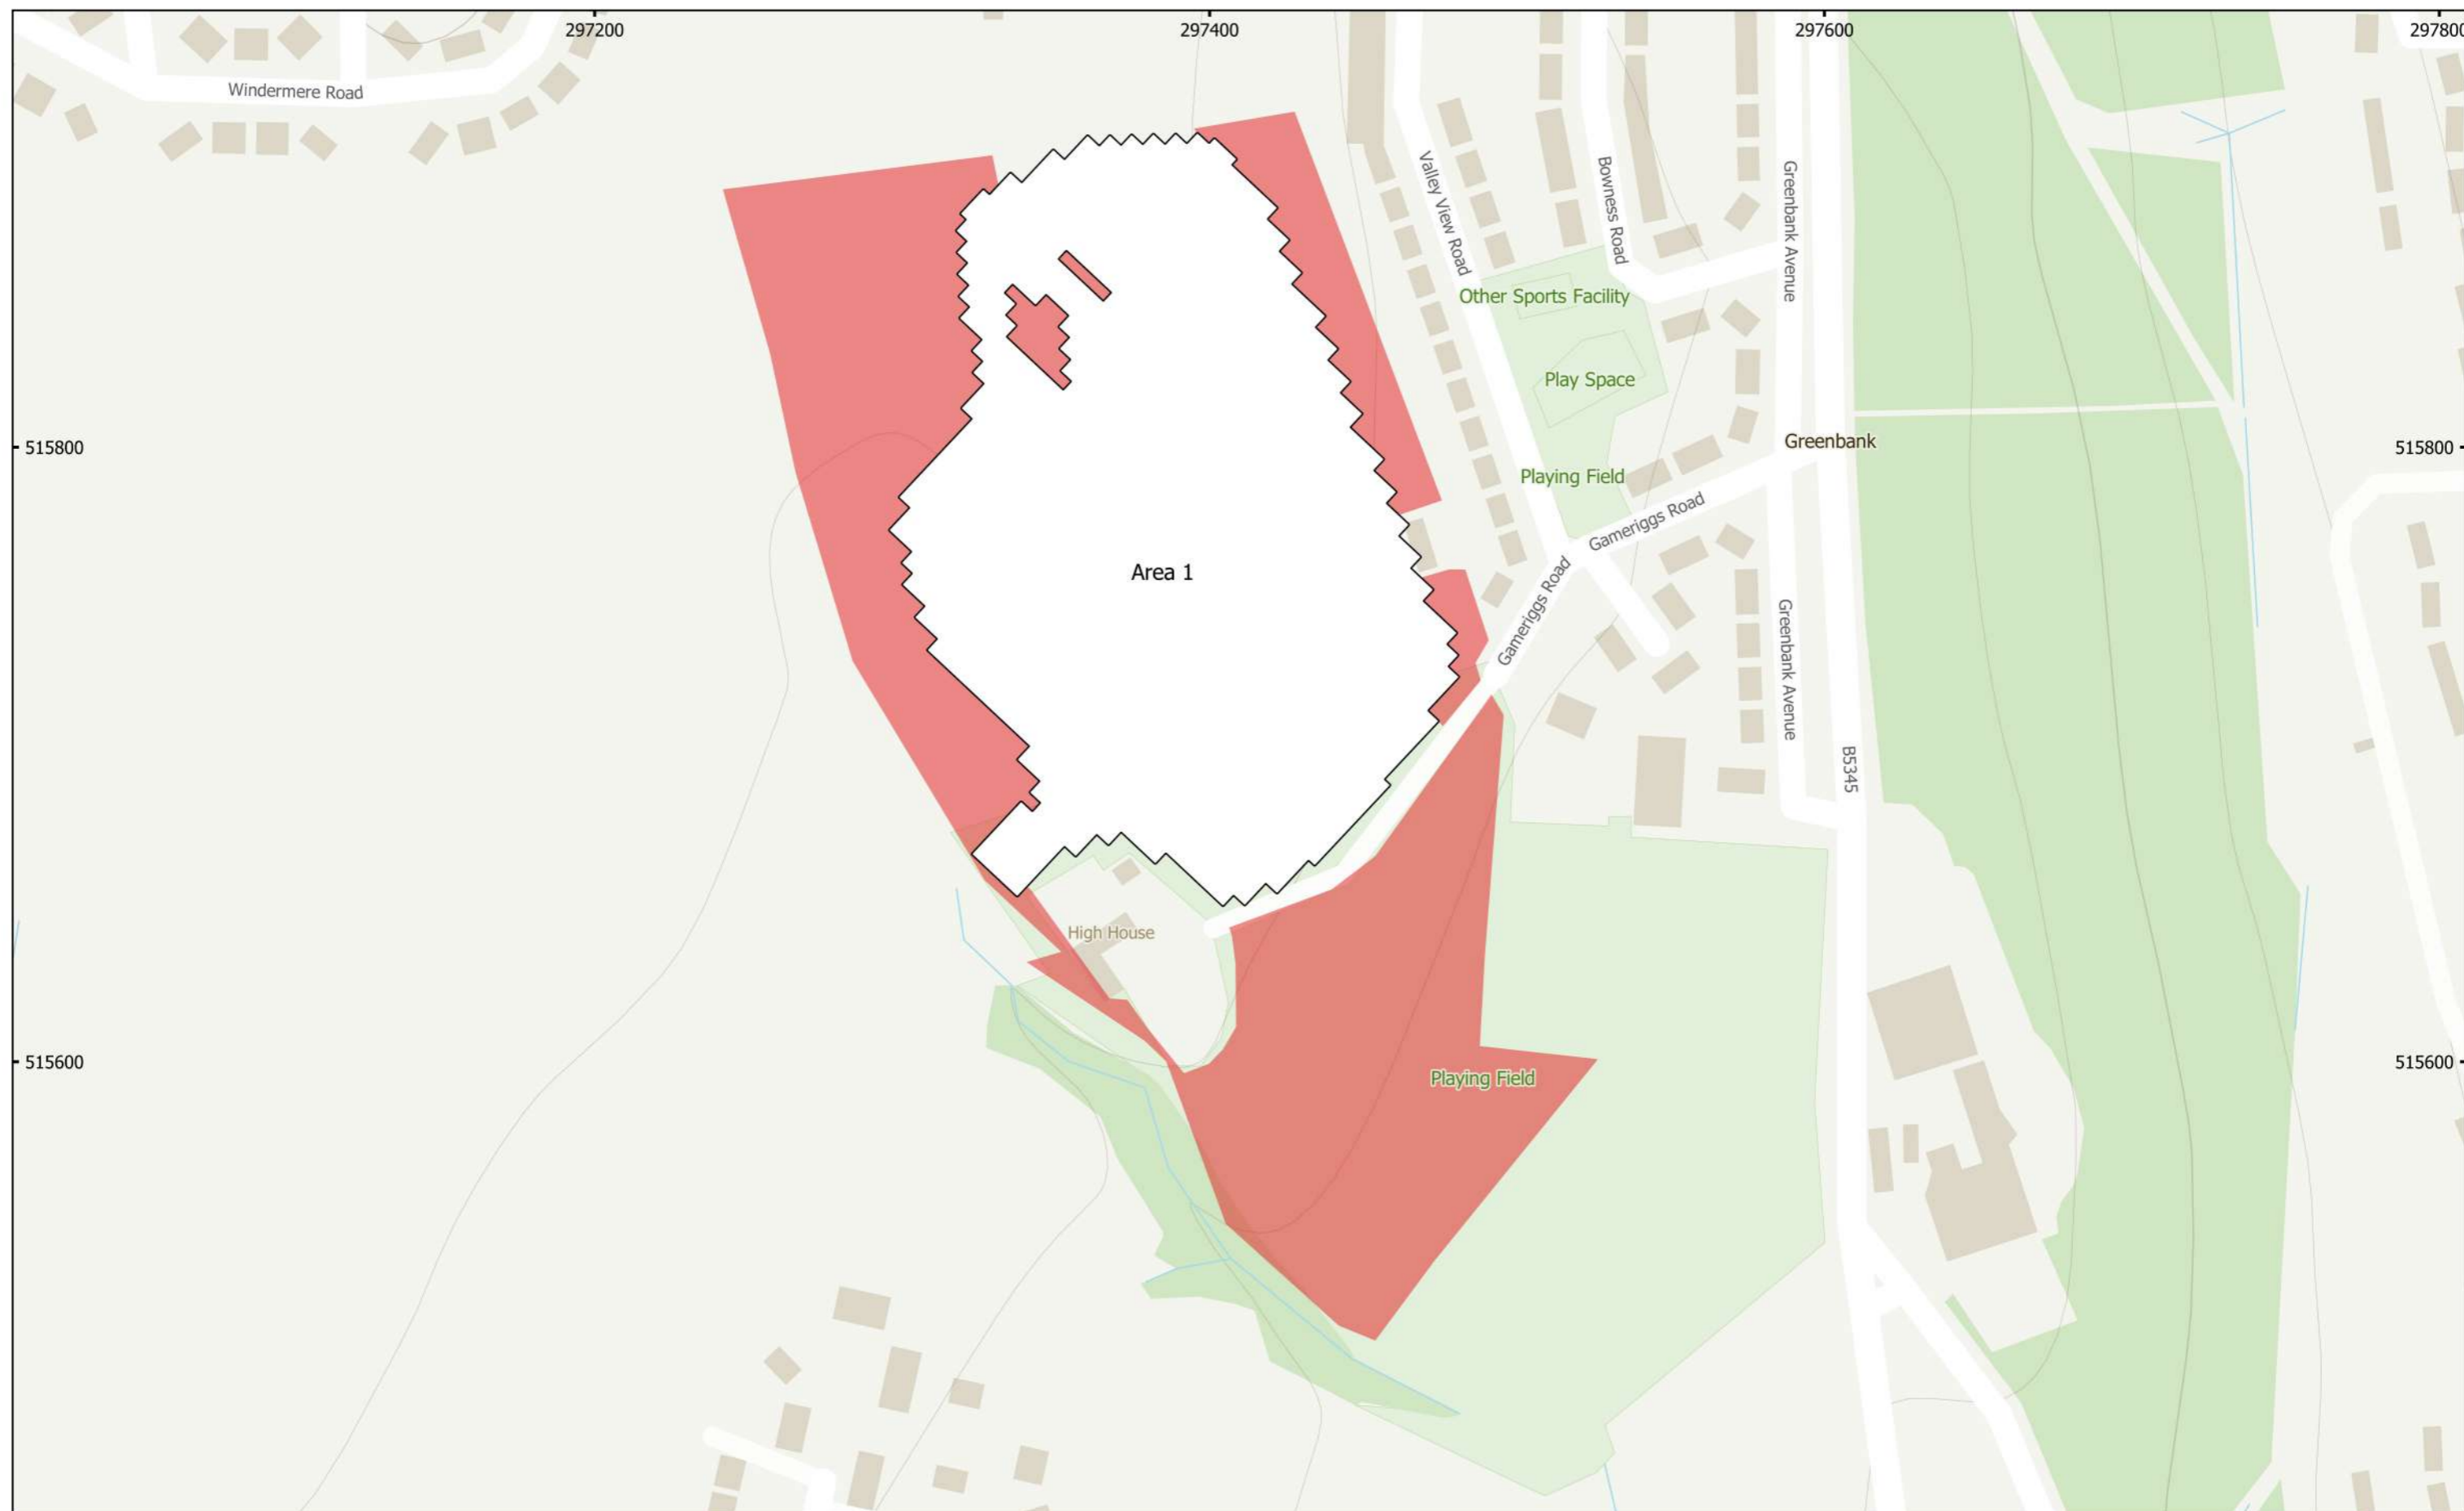 297200
297400
297600
297800
Windermere Road
Valley View Road
Bowness Road
Greenbank Avenue
Other Sports Facility
Play Space
515800
Greenbank
515800
Playing Field
Gameriggs Road
Area 1
Gameriggs Road
Greenbank Avenue
B5345
High House
515600
Playing Field
515600